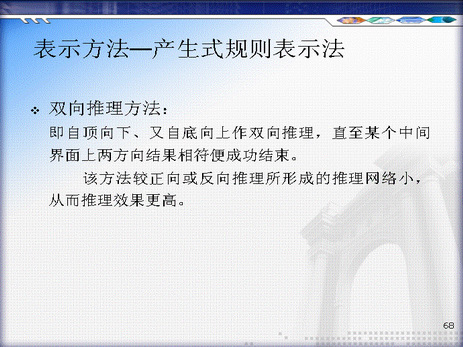 表示方法—产生式规则表示法
双向推理方法：
即自顶向下、又自底向上作双向推理，直至某个中间
界面上两方向结果相符便成功结束。
该方法较正向或反向推理所形成的推理网络小，
从而推理效果更高。
68